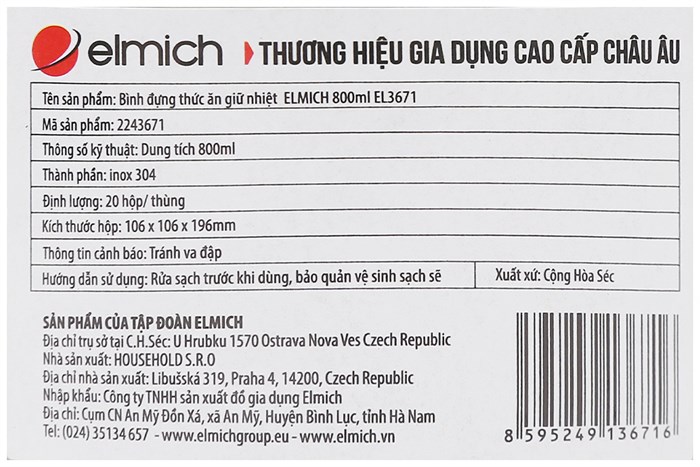 elmich THƯƠNG HIỆU GIA DỤNG CAO CẤP CHÂU ÂU
Tên sản phẩm: Bình đựng thức ăn giữ nhiệt ELMICH 800ml EL3671
Mã sản phẩm: 2243671
Thông số kỹ thuật: Dung tích 800ml
Thành phần: inox 304
Định lượng: 20 hộp/ thùng
Kích thước hộp: 106 x 106 x 196mm
Thông tin cảnh báo: Tránh va đập
Hướng dẫn sử dụng: Rửa sạch trước khi dùng, bảo quản vệ sinh sạch sẽ Xuất xứ: Cộng Hòa Séc
SẢN PHẨM CỦA TẬP ĐOÀN ELMICH
Địa chỉ trụ sở tại C.H.Séc: U Hrubku 1570 Ostrava Nova Ves Czech Republic
Nhà sản xuất: HOUSEHOLD S.R.O
Địa chỉ nhà sản xuất: Libušská 319, Praha 4, 14200, Czech Republic
Nhập khẩu: Công ty TNHH sản xuất đồ gia dụng Elmich
Địa chỉ: Cụm CN An Mỹ Đồn Xá, xã An Mỹ, Huyện Bình Lục, tỉnh Hà Nam
Tel: (024) 35134 657 - www.elmichgroup.eu - www.elmich.vn
8 595249 136716